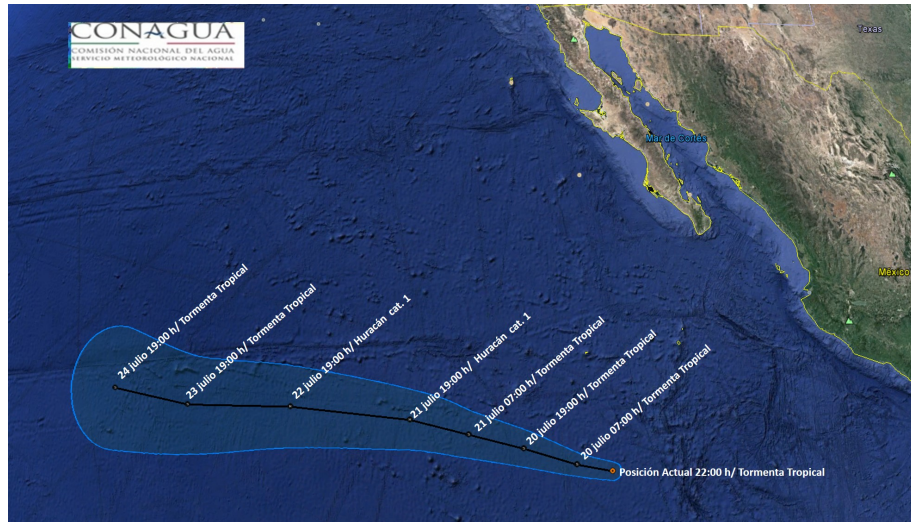 CONAGUA
COMISIÓN NACIONAL DEL AGUA
SERVICIO METEOROLÓGICO NACIONAL
Texas
Mar de Cortés
México
24 julio 19:00 h/ Tormenta Tropical
23 julio 19:00 h/ Tormenta Tropical
22 julio 19:00 h/ Huracán cat. 1
21 julio 19:00 h/ Huracán cat. 1
21 julio 07:00 h/ Tormenta Tropical
20 julio 19:00 h/ Tormenta Tropical
20 julio 07:00 h/ Tormenta Tropical
Posición Actual 22:00 h/ Tormenta Tropical